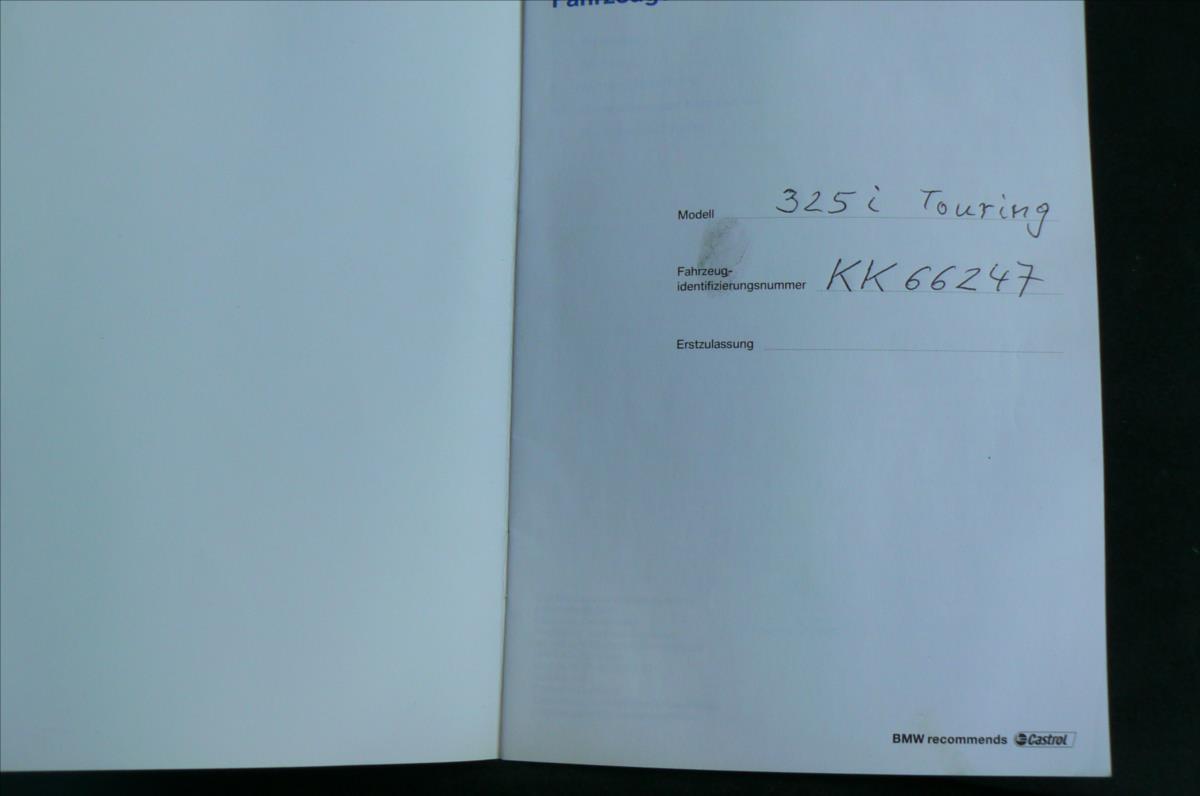 Modell 325i Touring
Fahrzeug-
identifizierungsnummer KK66247
Erstzulassung
BMW recommends Castrol